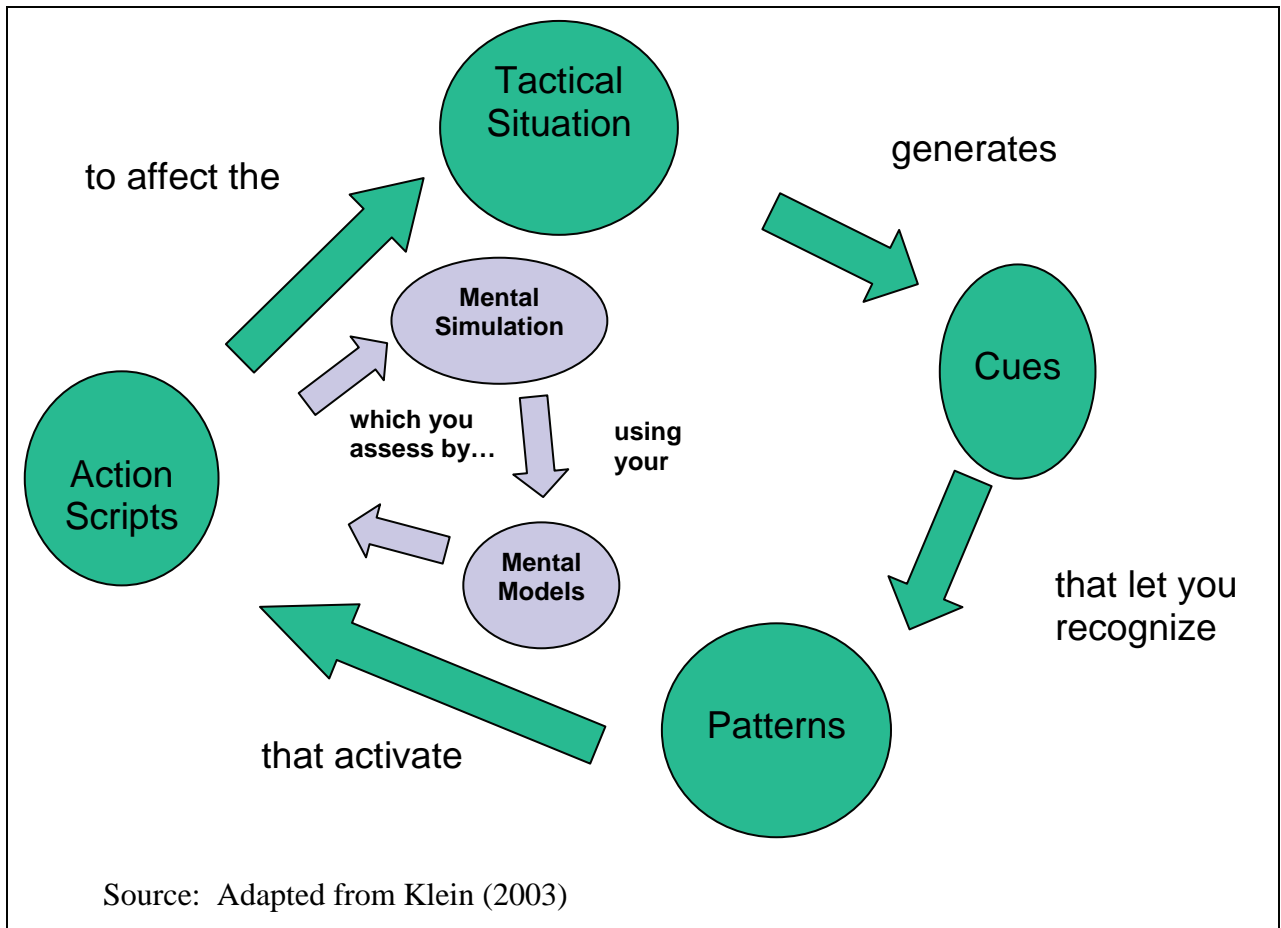 Tactical
Situation
generates
to affect the
Mental
Simulation
Cues
which you
assess by…
using
your
Action
Scripts
Mental
Models
that let you
recognize
Patterns
that activate
Source:  Adapted from Klein (2003)